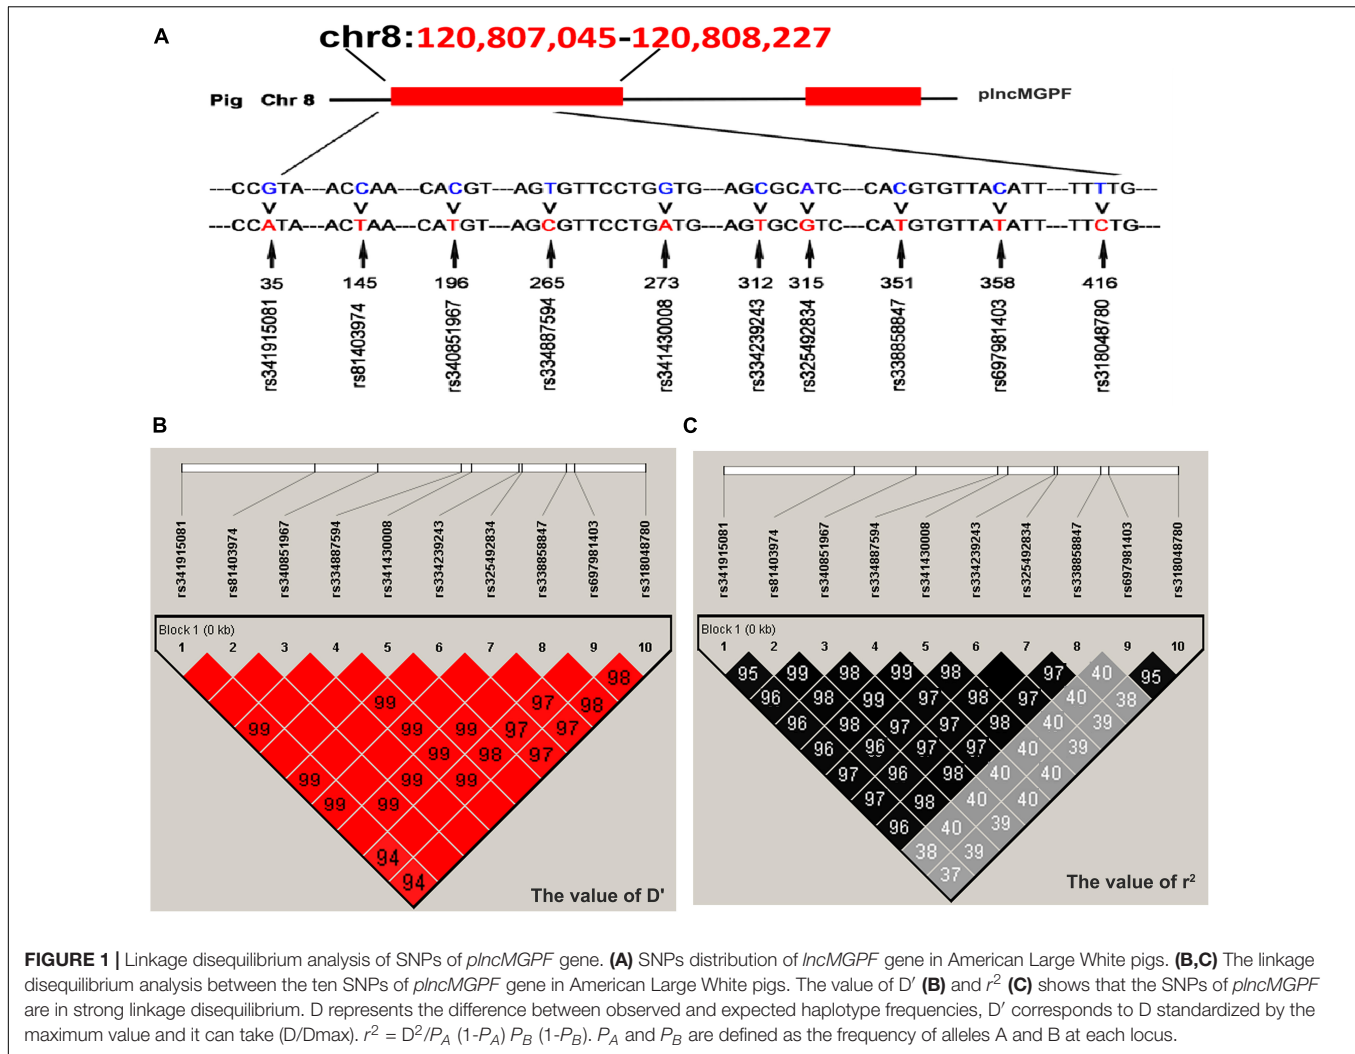 A
chr8:120,807,045-120,808,227
Pig Chr 8
plncMGPF
---CCGTA---ACCAA---CACGT---AGTGTTCCTGGTG---AGCGCATC---CACGTGTTACATT---TTTTG---
V V V V V V V V V V
---CCATA---ACTAA---CATGT---AGCGTTCCTGATG---AGTGCGTC---CATGTGTTATATT---TTCTG---
35 145 196 265 273 312 315 351 358 416
rs341915081 rs81403974 rs340851967 rs334887594 rs341430008 rs334239243 rs325492834 rs338858847 rs697981403 rs318048780
B
rs341915081 rs81403974 rs340851967 rs334887594 rs341430008 rs334239243 rs325492834 rs338858847 rs697981403 rs318048780
Block 1 (0 kb)
1 2 3 4 5 6 7 8 9 10
98
99 97 98
99 99 99 97 97
99 98 97
99 99 99
99 99
94
94
The value of D'
C
rs341915081 rs81403974 rs340851967 rs334887594 rs341430008 rs334239243 rs325492834 rs338858847 rs697981403 rs318048780
Block 1 (0 kb)
1 2 3 4 5 6 7 8 9 10
95 99 98 99 98 97 40 95
96 98 99 97 98 97 40 38
96 98 97 97 98 40 39
96 96 97 97 40 39
97 96 98 40 40
97 98 40 40
96 40 39
38 39
37
The value of r²
FIGURE 1 | Linkage disequilibrium analysis of SNPs of plncMGPF gene. (A) SNPs distribution of lncMGPF gene in American Large White pigs. (B,C) The linkage
disequilibrium analysis between the ten SNPs of plncMGPF gene in American Large White pigs. The value of D′ (B) and r² (C) shows that the SNPs of plncMGPF
are in strong linkage disequilibrium. D represents the difference between observed and expected haplotype frequencies, D′ corresponds to D standardized by the
maximum value and it can take (D/Dmax). r² = D²/PA (1-PA) PB (1-PB). PA and PB are defined as the frequency of alleles A and B at each locus.